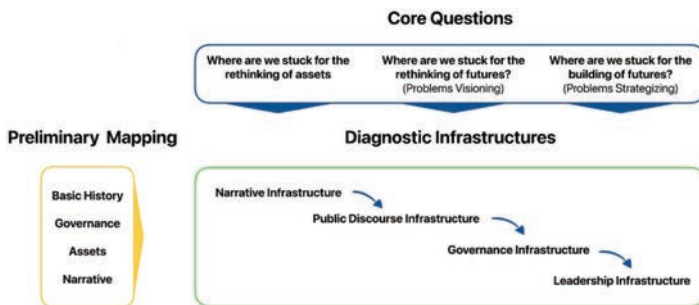 Core Questions
Where are we stuck for the
rethinking of assets
Where are we stuck for the
rethinking of futures?
(Problems Visioning)
Where are we stuck for the
building of futures?
(Problems Strategizing)
Preliminary Mapping
Diagnostic Infrastructures
Basic History
Governance
Assets
Narrative
Narrative Infrastructure
Public Discourse Infrastructure
Governance Infrastructure
Leadership Infrastructure